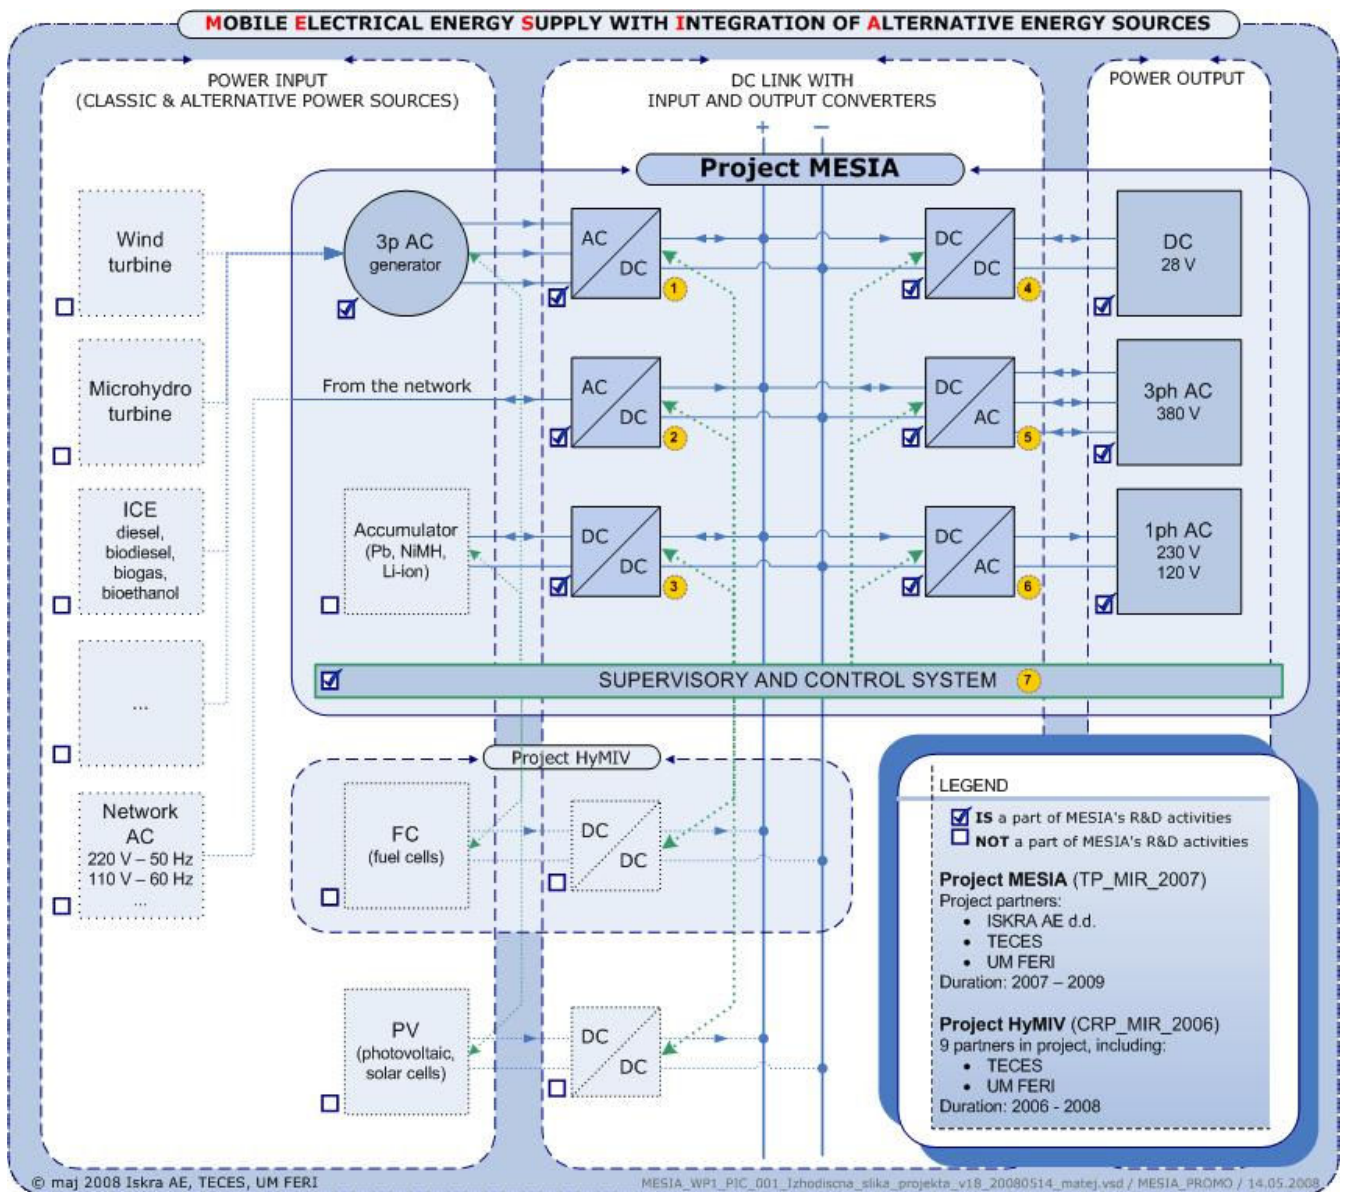 MOBILE ELECTRICAL ENERGY SUPPLY WITH INTEGRATION OF ALTERNATIVE ENERGY SOURCES
POWER INPUT
(CLASSIC & ALTERNATIVE POWER SOURCES)
DC LINK WITH
INPUT AND OUTPUT CONVERTERS
POWER OUTPUT
+ −
Project MESIA
Wind
turbine
3p AC
generator
AC
DC
1
DC
DC
4
DC
28 V
Microhydro
turbine
From the network
AC
DC
2
DC
AC
5
3ph AC
380 V
ICE
diesel,
biodiesel,
biogas,
bioethanol
Accumulator
(Pb, NiMH,
Li-ion)
DC
DC
3
DC
AC
6
1ph AC
230 V
120 V
...
SUPERVISORY AND CONTROL SYSTEM 7
Project HyMIV
Network
AC
220 V – 50 Hz
110 V – 60 Hz
...
FC
(fuel cells)
DC
DC
PV
(photovoltaic,
solar cells)
DC
DC
LEGEND
IS a part of MESIA's R&D activities
NOT a part of MESIA's R&D activities
Project MESIA (TP_MIR_2007)
Project partners:
• ISKRA AE d.d.
• TECES
• UM FERI
Duration: 2007 – 2009
Project HyMIV (CRP_MIR_2006)
9 partners in project, including:
• TECES
• UM FERI
Duration: 2006 - 2008
© maj 2008 Iskra AE, TECES, UM FERI
MESIA_WP1_PIC_001_Izhodiscna_slika_projekta_v18_20080514_matej.vsd / MESIA_PROMO / 14.05.2008